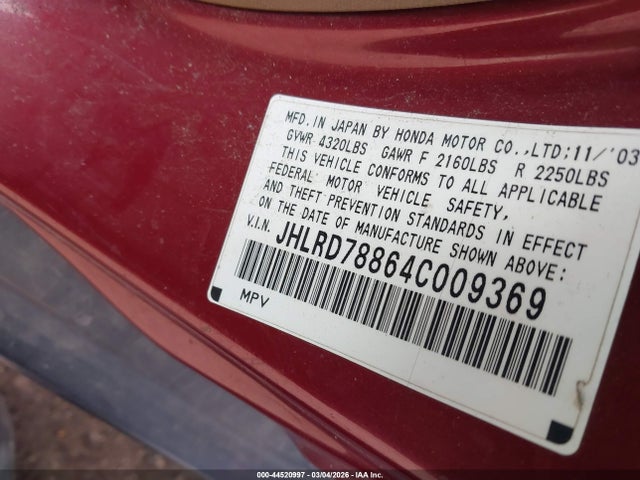 MFD.IN JAPAN BY HONDA MOTOR CO.,LTD;11/'03
GVWR 4320LBS GAWR F 2160LBS R 2250LBS
THIS VEHICLE CONFORMS TO ALL APPLICABLE
FEDERAL MOTOR VEHICLE SAFETY,
AND THEFT PREVENTION STANDARDS IN EFFECT
ON THE DATE OF MANUFACTURE SHOWN ABOVE:
V.I.N. JHLRD78864C009369
MPV
000-44520997 - 03/04/2026 - IAA Inc.